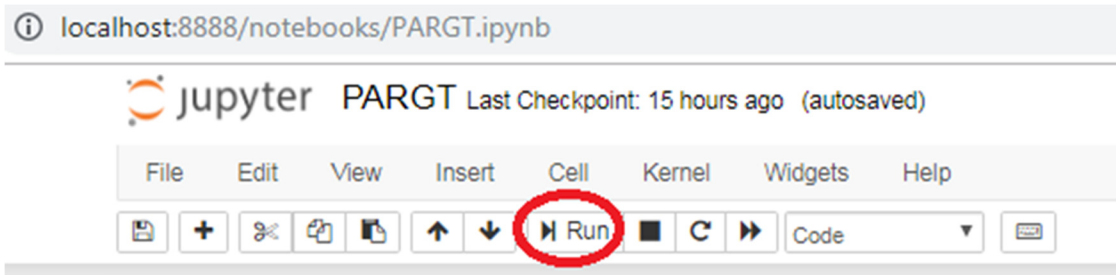 localhost:8888/notebooks/PARGT.ipynb
jupyter PARGT Last Checkpoint: 15 hours ago (autosaved)
File Edit View Insert Cell Kernel Widgets Help
Run Code